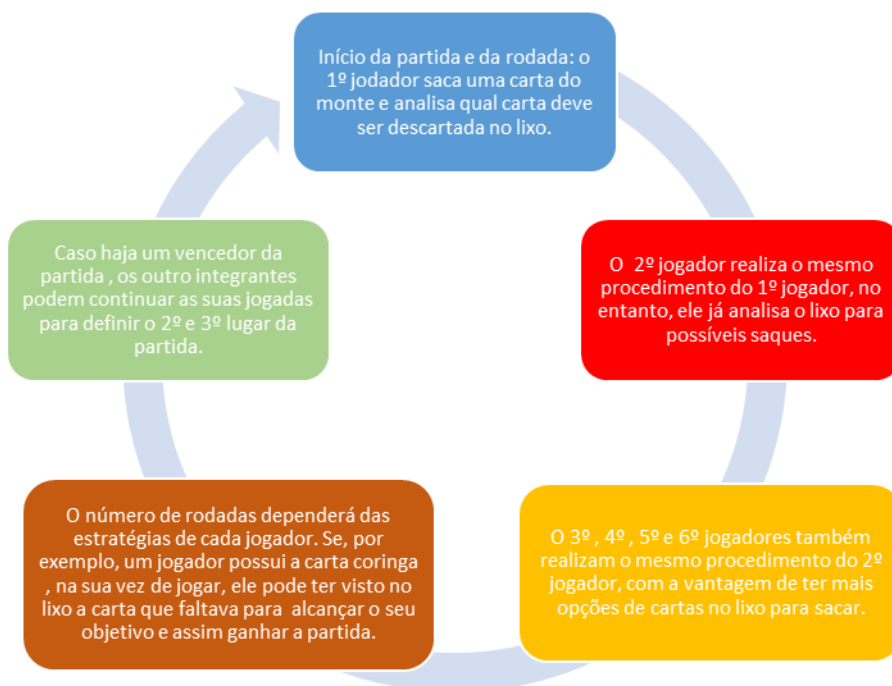 Início da partida e da rodada: o
1º jodador saca uma carta do
monte e analisa qual carta deve
ser descartada no lixo.
O 2º jogador realiza o mesmo
procedimento do 1º jogador, no
entanto, ele já analisa o lixo para
possíveis saques.
O 3º , 4º , 5º e 6º jogadores também
realizam o mesmo procedimento do 2º
jogador, com a vantagem de ter mais
opções de cartas no lixo para sacar.
O número de rodadas dependerá das
estratégias de cada jogador. Se, por
exemplo, um jogador possui a carta coringa
, na sua vez de jogar, ele pode ter visto no
lixo a carta que faltava para alcançar o seu
objetivo e assim ganhar a partida.
Caso haja um vencedor da
partida , os outro integrantes
podem continuar as suas jogadas
para definir o 2º e 3º lugar da
partida.